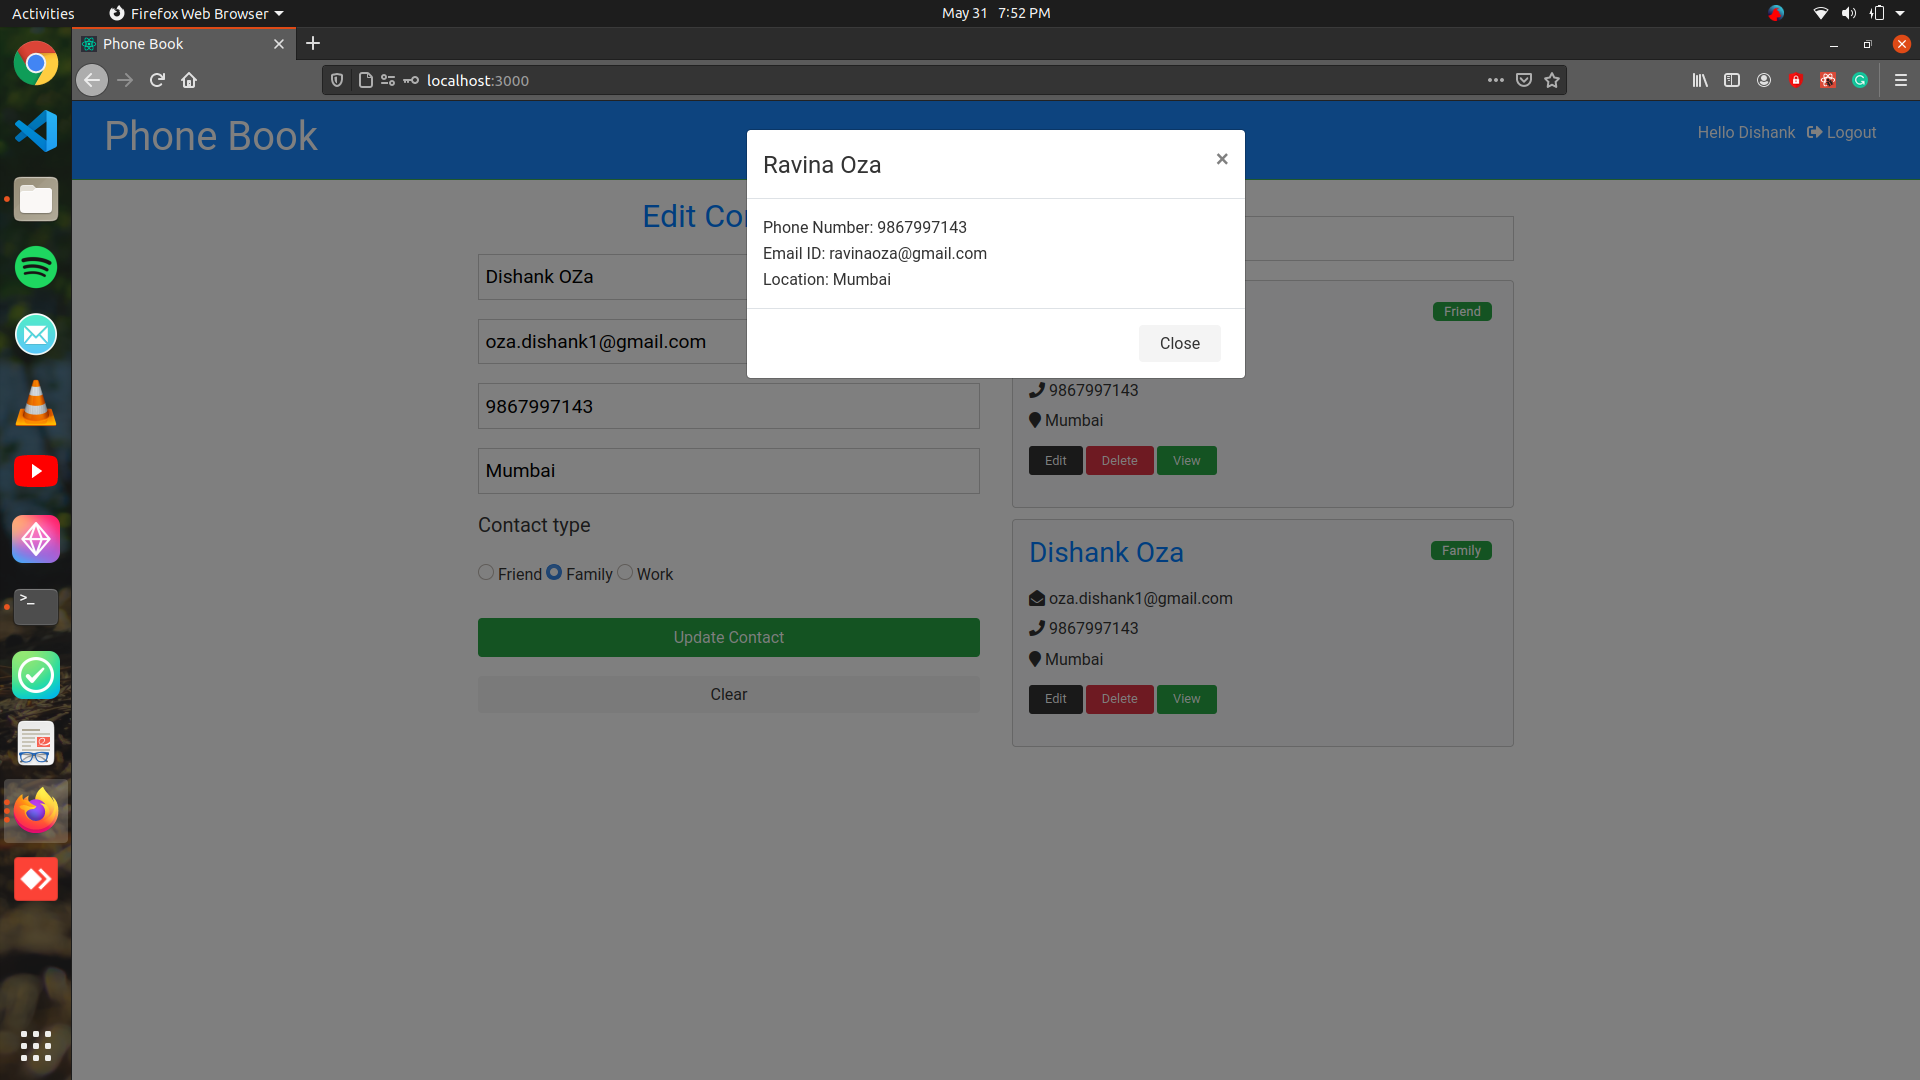 Activities
Firefox Web Browser
May 31 7:52 PM
Phone Book
localhost:3000
Phone Book
Hello Dishank
Logout
Ravina Oza
×
Phone Number: 9867997143
Email ID: ravinaoza@gmail.com
Location: Mumbai
Close
Edit Co
Dishank OZa
oza.dishank1@gmail.com
9867997143
Mumbai
Contact type
Friend Family Work
Update Contact
Clear
Friend
9867997143
Mumbai
Edit Delete View
Dishank Oza
Family
oza.dishank1@gmail.com
9867997143
Mumbai
Edit Delete View